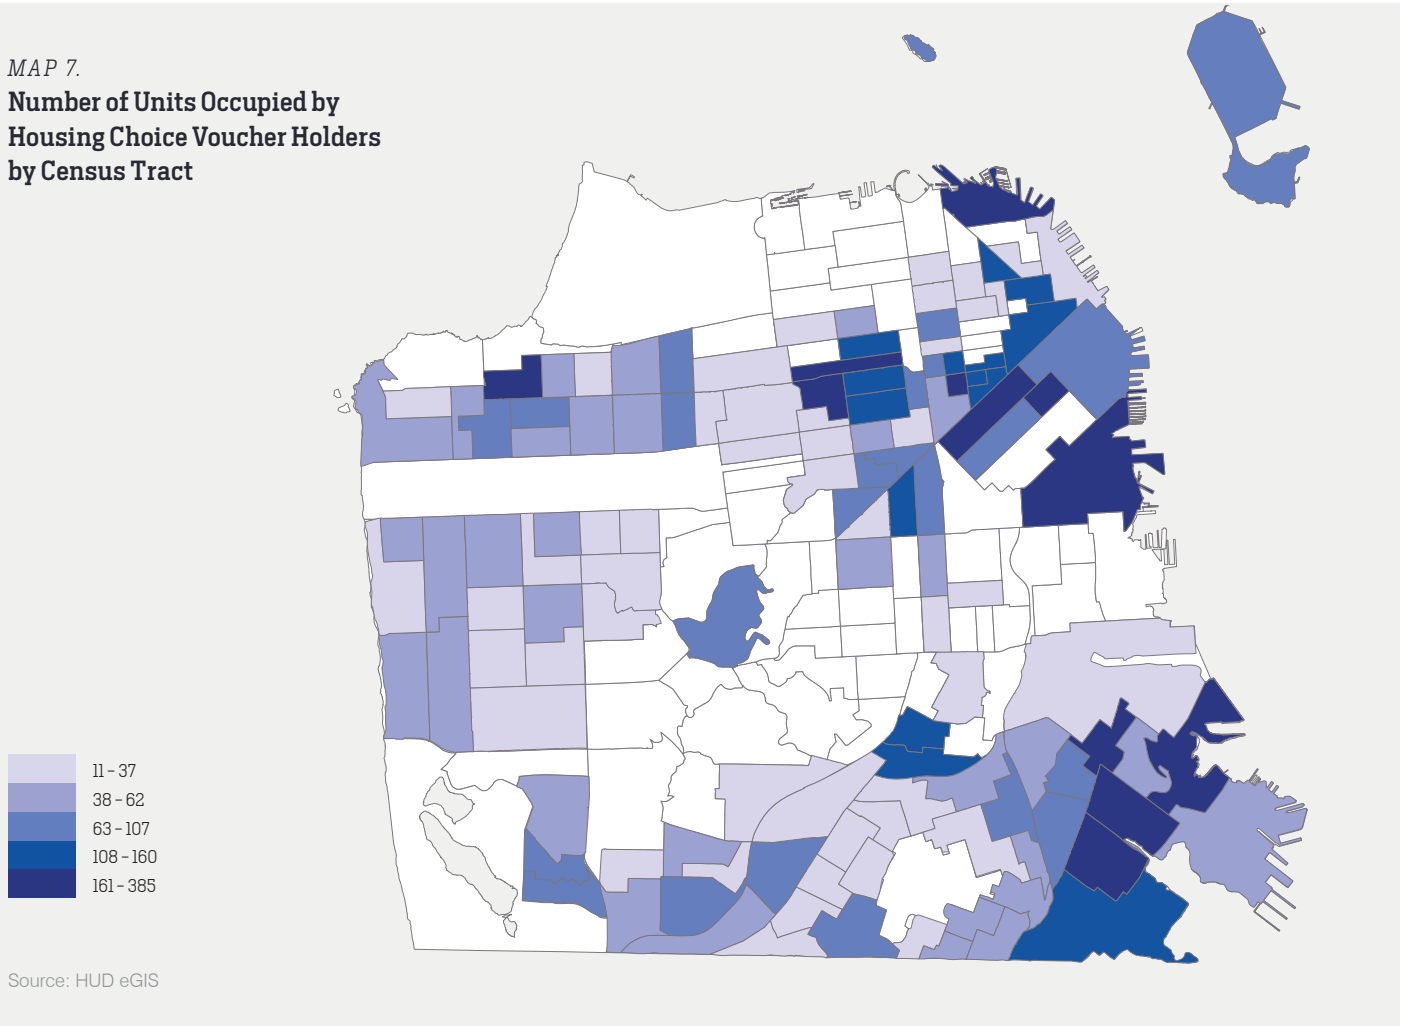 MAP 7.
Number of Units Occupied by
Housing Choice Voucher Holders
by Census Tract
11 – 37
38 – 62
63 – 107
108 – 160
161 – 385
Source: HUD eGIS